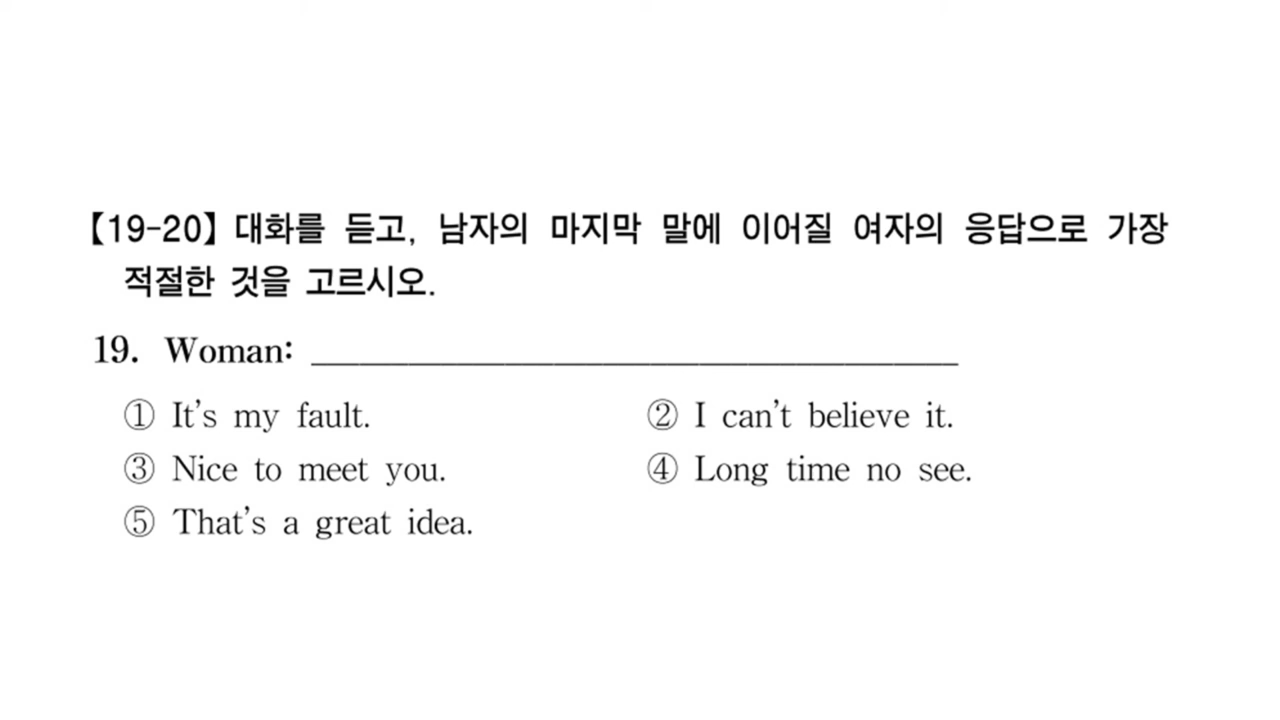 【19-20】 대화를 듣고, 남자의 마지막 말에 이어질 여자의 응답으로 가장
적절한 것을 고르시오.
19. Woman: ________________________________________
① It’s my fault. ② I can’t believe it.
③ Nice to meet you. ④ Long time no see.
⑤ That’s a great idea.